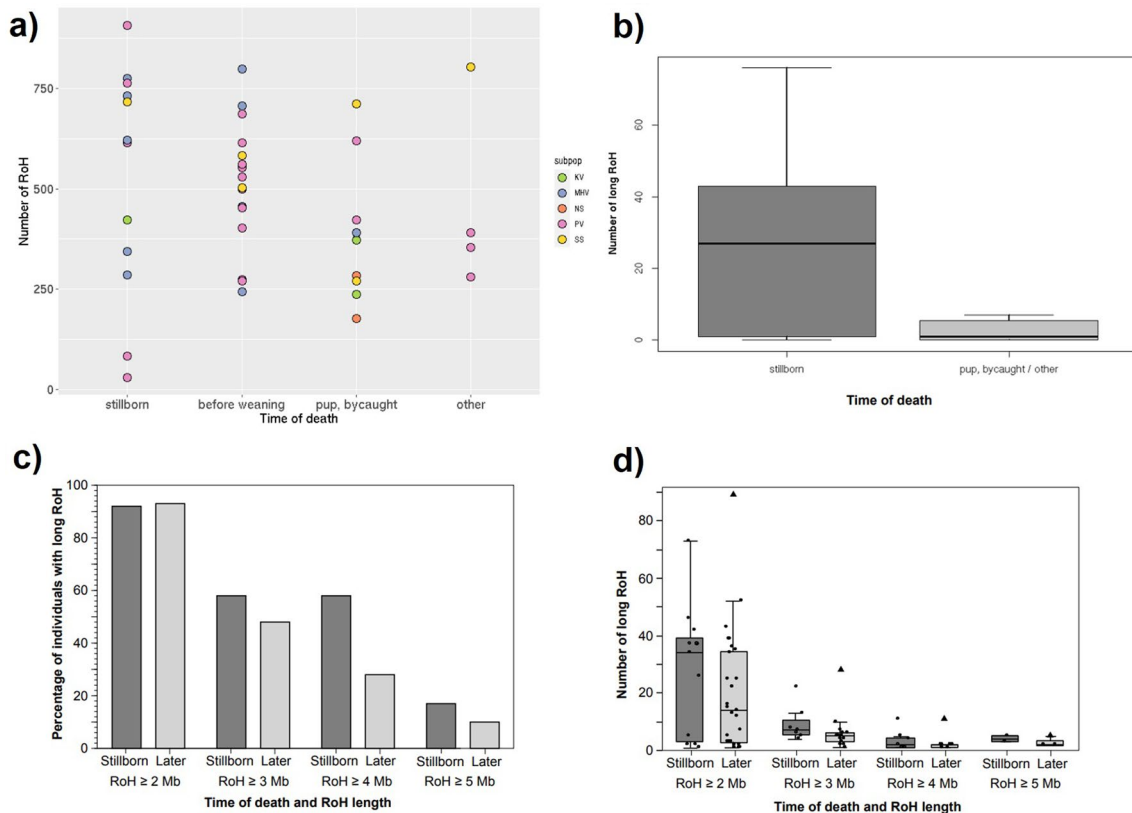 a)
Number of RoH
750
500
250
0
stillborn
before weaning
pup, bycaught
other
Time of death
subpop
KV
MHV
NS
PV
SS
b)
Number of long RoH
60
40
20
0
stillborn
pup, bycaught / other
Time of death
c)
Percentage of individuals with long RoH
100
80
60
40
20
0
Stillborn Later Stillborn Later Stillborn Later Stillborn Later
RoH ≥ 2 Mb RoH ≥ 3 Mb RoH ≥ 4 Mb RoH ≥ 5 Mb
Time of death and RoH length
d)
Number of long RoH
80
60
40
20
0
Stillborn Later Stillborn Later Stillborn Later Stillborn Later
RoH ≥ 2 Mb RoH ≥ 3 Mb RoH ≥ 4 Mb RoH ≥ 5 Mb
Time of death and RoH length